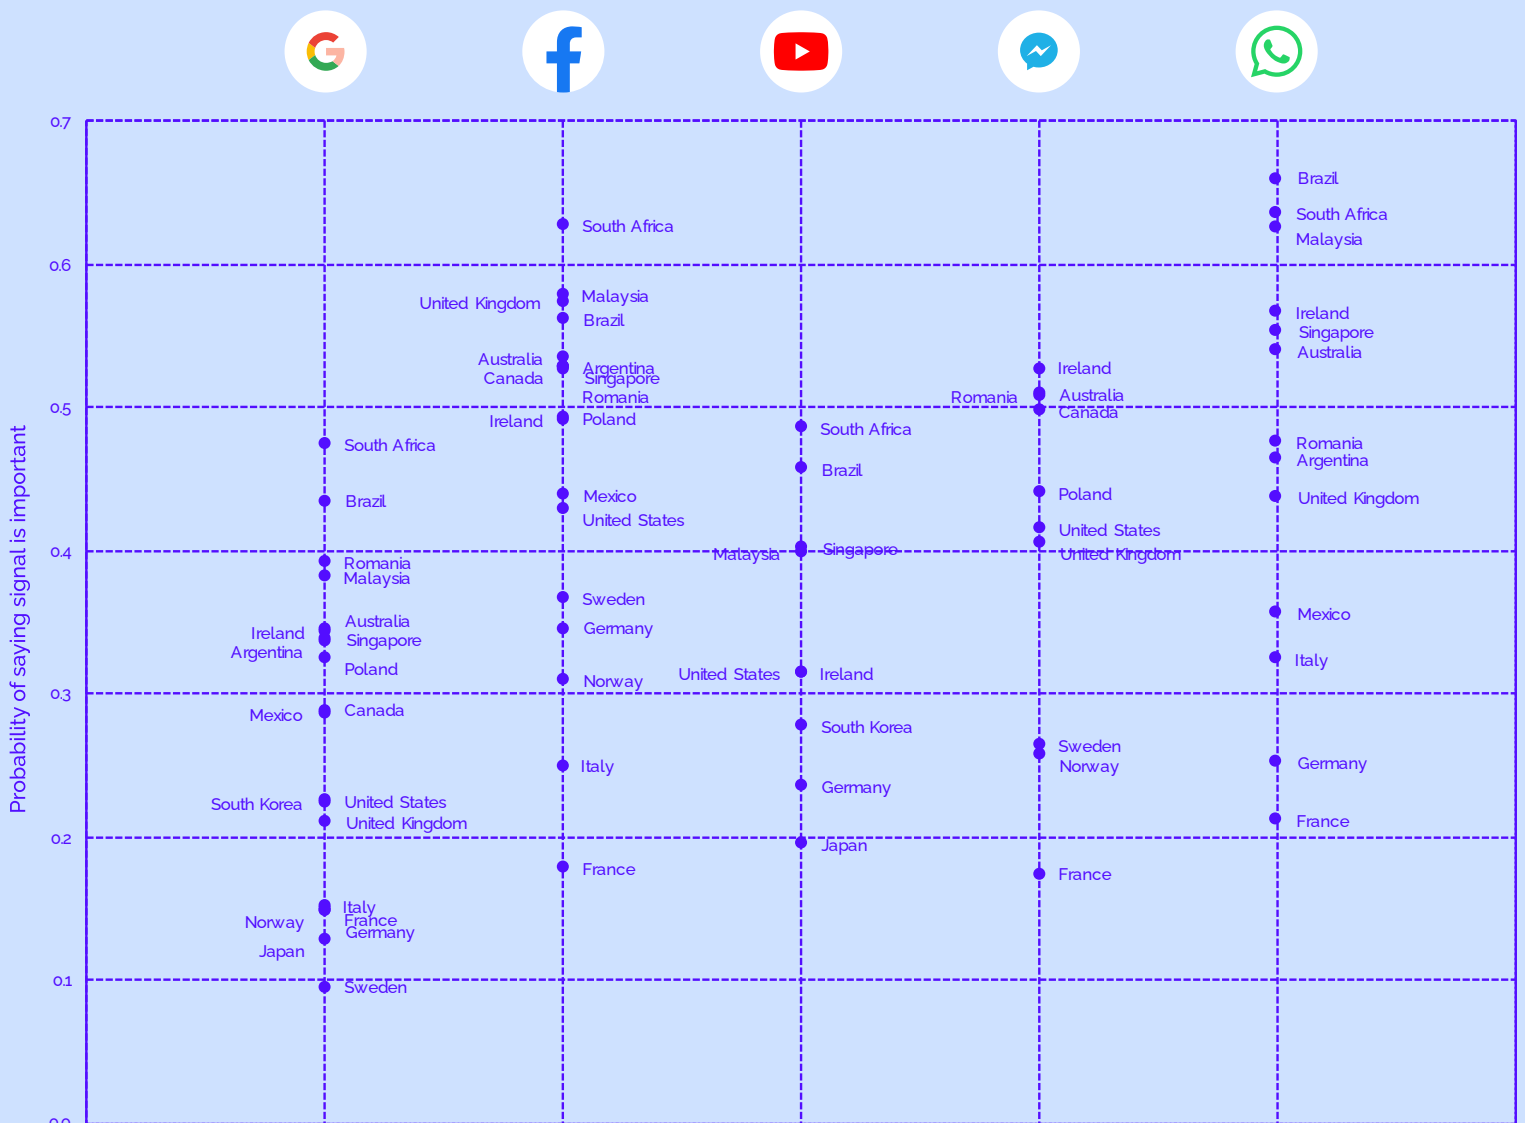 0.7
0.6
0.5
0.4
0.3
0.2
0.1
0.0
Probability of saying signal is important
South Africa
Brazil
Romania
Malaysia
Australia
Ireland
Singapore
Argentina
Poland
Canada
Mexico
United States
South Korea
United Kingdom
Italy
France
Norway
Germany
Japan
Sweden
South Africa
Malaysia
United Kingdom
Brazil
Australia
Argentina
Canada
Singapore
Romania
Poland
Ireland
Mexico
United States
Sweden
Germany
Norway
Italy
France
South Africa
Brazil
Singapore
Malaysia
United States
Ireland
South Korea
Germany
Japan
Ireland
Australia
Romania
Canada
Poland
United States
United Kingdom
Sweden
Norway
France
Brazil
South Africa
Malaysia
Ireland
Singapore
Australia
Romania
Argentina
United Kingdom
Mexico
Italy
Germany
France